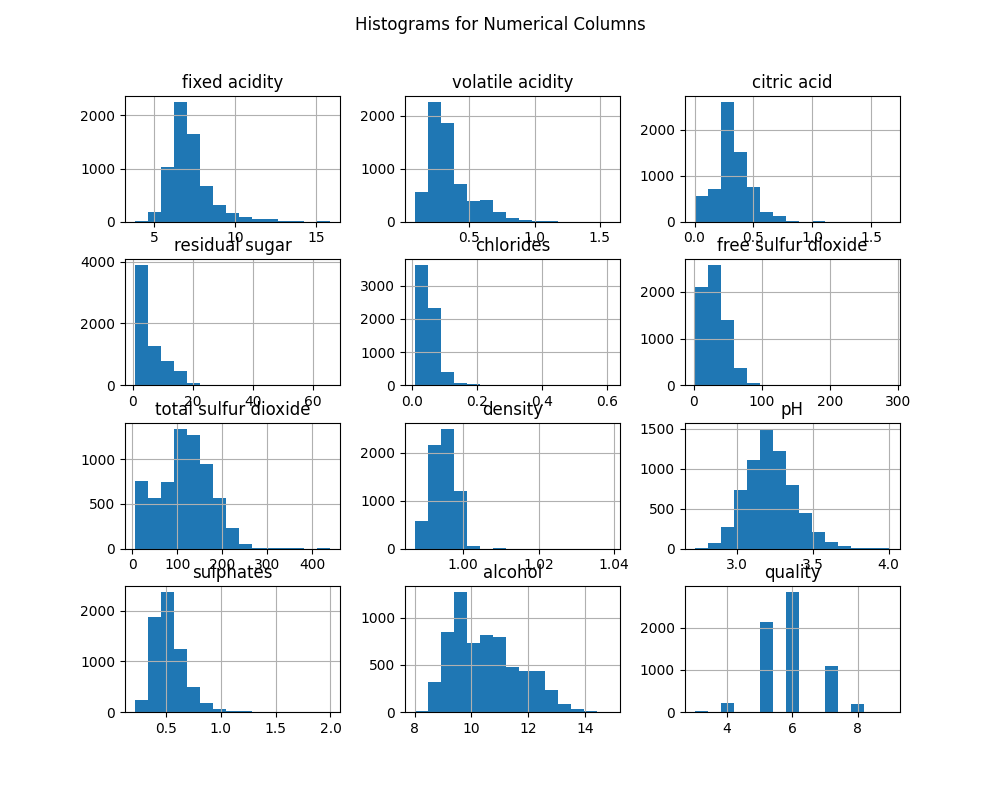 Histograms for Numerical Columns
fixed acidity volatile acidity citric acid
2000
1000
0
5 10 15
2000
1000
0
0.5 1.0 1.5
2000
1000
0
0.0 0.5 1.0 1.5
residual sugar chlorides free sulfur dioxide
4000
2000
0
0 20 40 60
3000
2000
1000
0
0.0 0.2 0.4 0.6
2000
1000
0
0 100 200 300
total sulfur dioxide density pH
1000
500
0
0 100 200 300 400
2000
1000
0
1.00 1.02 1.04
1500
1000
500
0
3.0 3.5 4.0
sulphates alcohol quality
2000
1000
0
0.5 1.0 1.5 2.0
1000
500
0
8 10 12 14
2000
1000
0
4 6 8